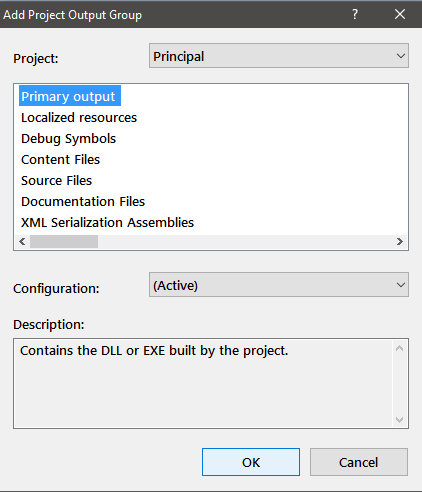 Add Project Output Group
?
Project:
Principal
Primary output
Localized resources
Debug Symbols
Content Files
Source Files
Documentation Files
XML Serialization Assemblies
Configuration:
(Active)
Description:
Contains the DLL or EXE built by the project.
OK
Cancel